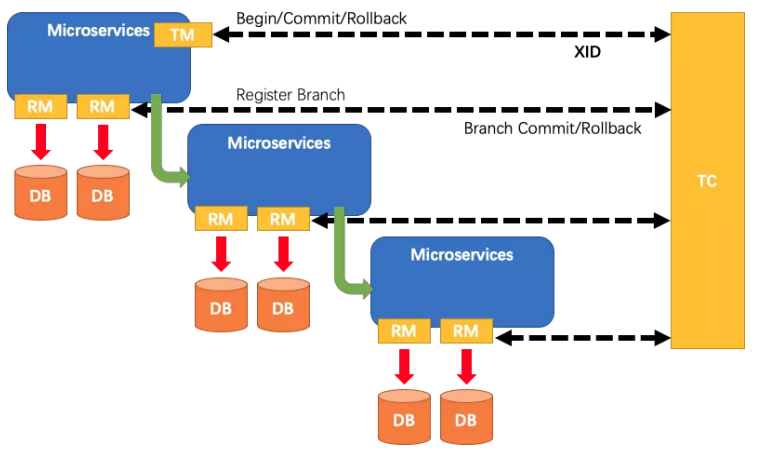 Begin/Commit/Rollback
Microservices
TM
XID
Register Branch
RM
RM
Branch Commit/Rollback
Microservices
TC
DB
DB
RM
RM
Microservices
DB
DB
RM
RM
DB
DB